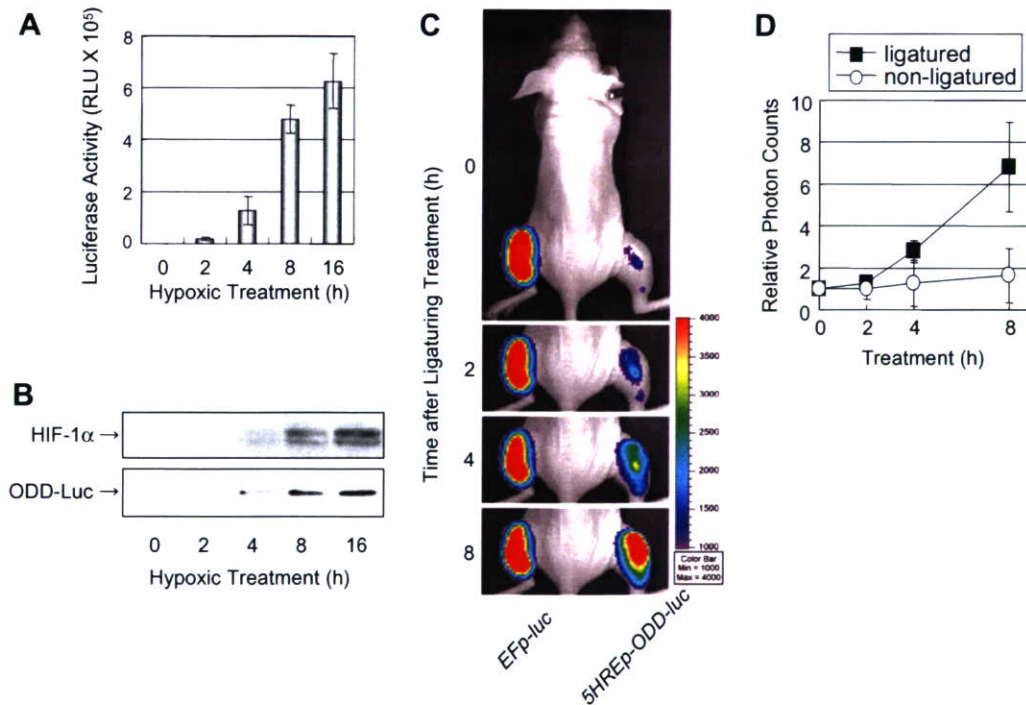 A
Luciferase Activity (RLU X 10⁵)
8
6
4
2
0
0 2 4 8 16
Hypoxic Treatment (h)
B
HIF-1α →
ODD-Luc →
0 2 4 8 16
Hypoxic Treatment (h)
C
Time after Ligaturing Treatment (h)
0
2
4
8
4000
3500
3000
2500
2000
1500
1000
Color Bar
Min = 1000
Max = 4000
EFp-luc
5HREp-ODD-luc
D
ligatured
non-ligatured
Relative Photon Counts
10
8
6
4
2
0
0 2 4 8
Treatment (h)